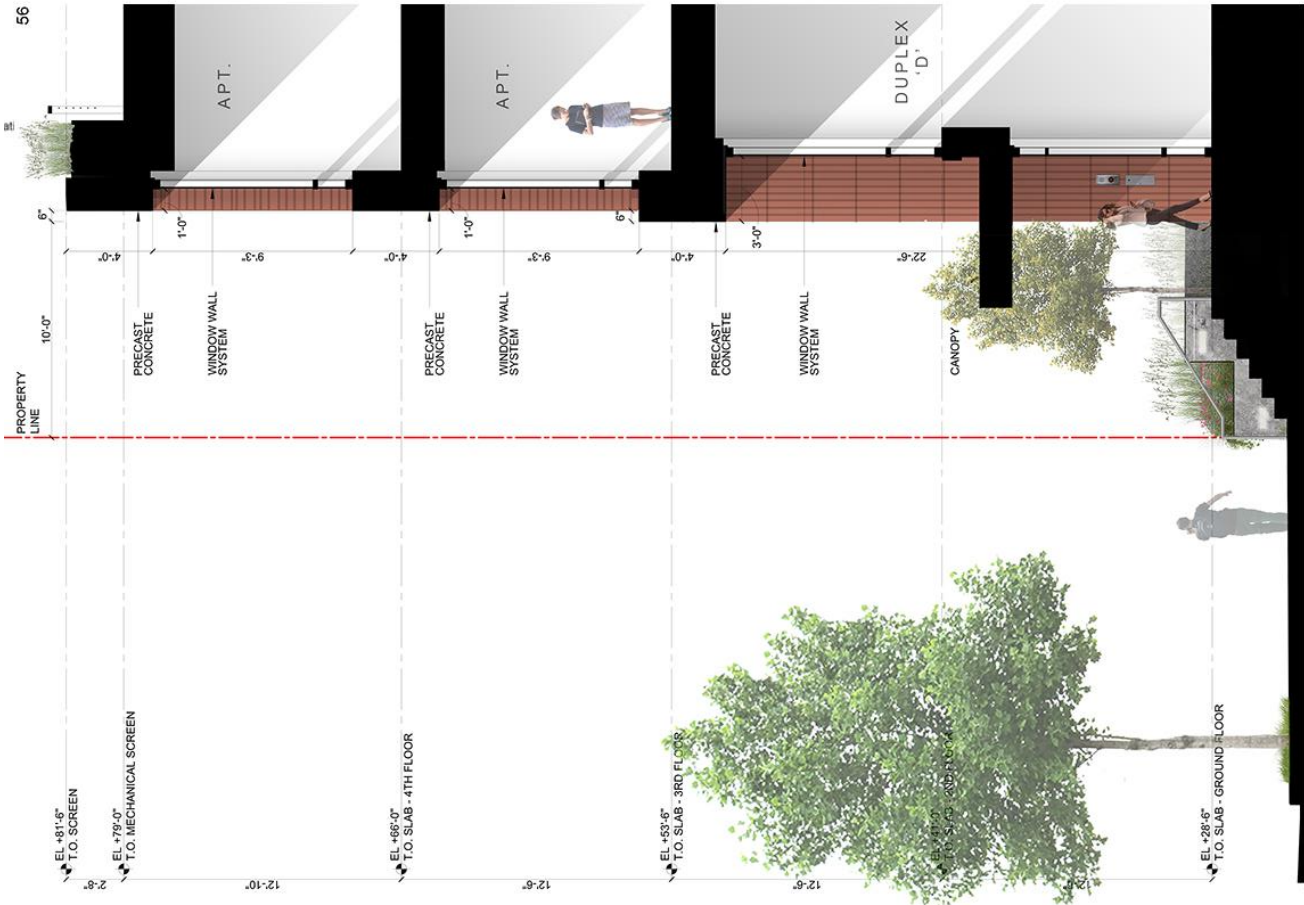 56
PROPERTY
LINE
10'-0"
6"
4'-0"
1'-0"
9'-3"
4'-0"
1'-0"
9'-3"
6"
4'-0"
3'-0"
22'-6"
APT.
APT.
DUPLEX
'D'
PRECAST
CONCRETE
WINDOW WALL
SYSTEM
PRECAST
CONCRETE
WINDOW WALL
SYSTEM
PRECAST
CONCRETE
WINDOW WALL
SYSTEM
CANOPY
EL +81'-6"
T.O. SCREEN
EL +79'-0"
T.O. MECHANICAL SCREEN
EL +66'-0"
T.O. SLAB - 4TH FLOOR
EL +53'-6"
T.O. SLAB - 3RD FLOOR
EL +41'-0"
T.O. SLAB - 2ND FLOOR
EL +28'-6"
T.O. SLAB - GROUND FLOOR
2'-8"
12'-10"
12'-6"
12'-6"